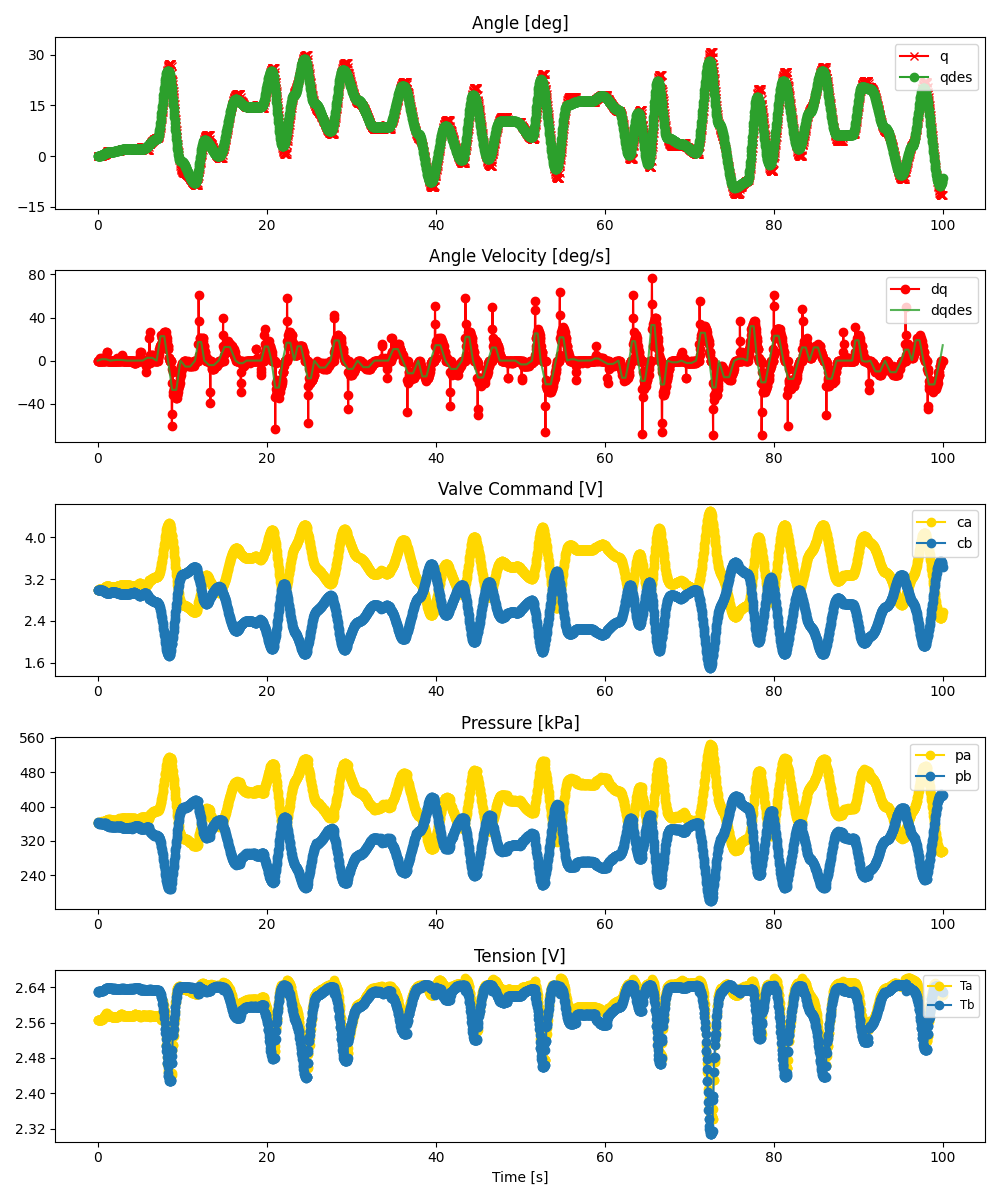 Angle [deg]
30
15
0
−15
q
qdes
0 20 40 60 80 100
Angle Velocity [deg/s]
80
40
0
−40
dq
dqdes
0 20 40 60 80 100
Valve Command [V]
4.0
3.2
2.4
1.6
ca
cb
0 20 40 60 80 100
Pressure [kPa]
560
480
400
320
240
pa
pb
0 20 40 60 80 100
Tension [V]
2.64
2.56
2.48
2.40
2.32
Ta
Tb
0 20 40 60 80 100
Time [s]